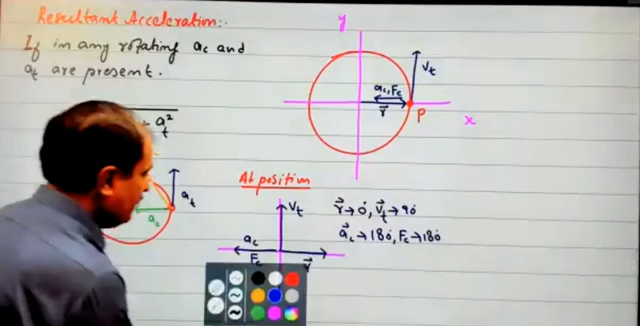 Resultant Acceleration:-
If in any rotating ac and
at are present.
at²
at
ac
y
Vt
ac, Fc
r
P
x
At position
Vt
ac
Fc
r
r→0, Vt→90
ac→180, Fc→180